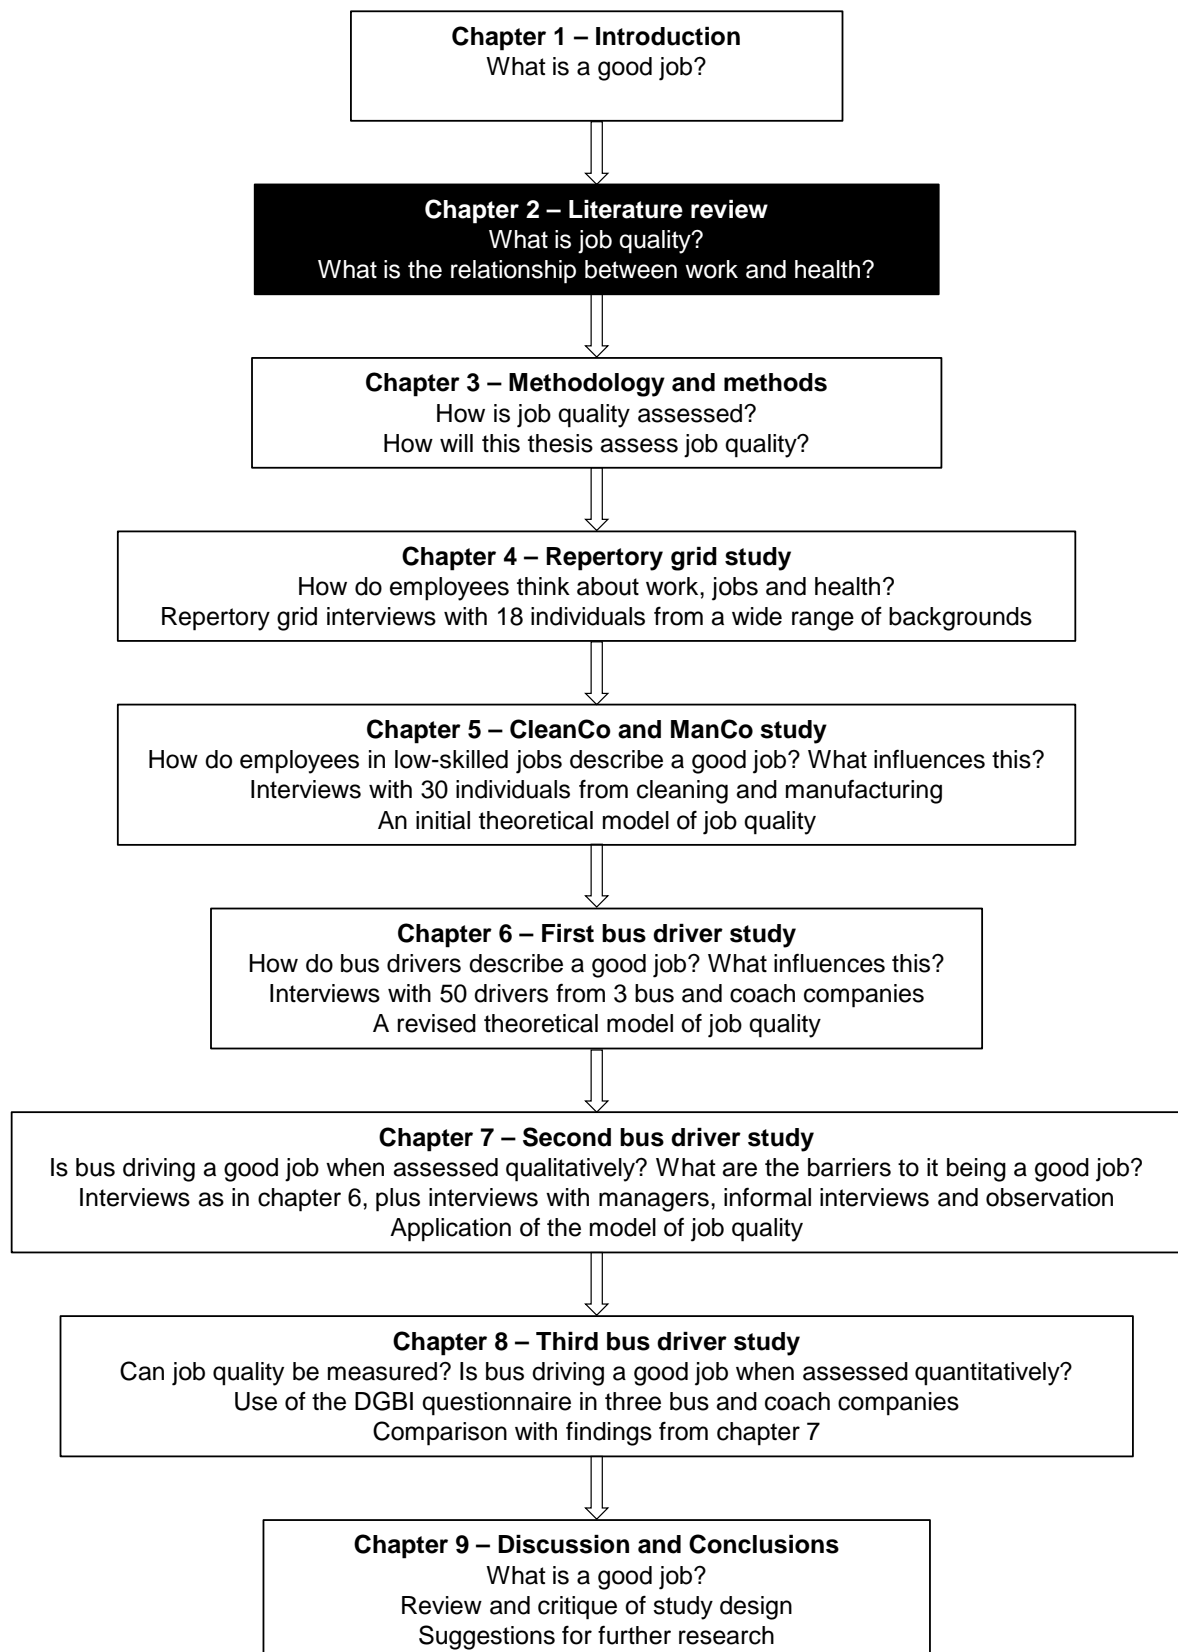 Chapter 1 – Introduction
What is a good job?
Chapter 2 – Literature review
What is job quality?
What is the relationship between work and health?
Chapter 3 – Methodology and methods
How is job quality assessed?
How will this thesis assess job quality?
Chapter 4 – Repertory grid study
How do employees think about work, jobs and health?
Repertory grid interviews with 18 individuals from a wide range of backgrounds
Chapter 5 – CleanCo and ManCo study
How do employees in low-skilled jobs describe a good job? What influences this?
Interviews with 30 individuals from cleaning and manufacturing
An initial theoretical model of job quality
Chapter 6 – First bus driver study
How do bus drivers describe a good job? What influences this?
Interviews with 50 drivers from 3 bus and coach companies
A revised theoretical model of job quality
Chapter 7 – Second bus driver study
Is bus driving a good job when assessed qualitatively? What are the barriers to it being a good job?
Interviews as in chapter 6, plus interviews with managers, informal interviews and observation
Application of the model of job quality
Chapter 8 – Third bus driver study
Can job quality be measured? Is bus driving a good job when assessed quantitatively?
Use of the DGBI questionnaire in three bus and coach companies
Comparison with findings from chapter 7
Chapter 9 – Discussion and Conclusions
What is a good job?
Review and critique of study design
Suggestions for further research